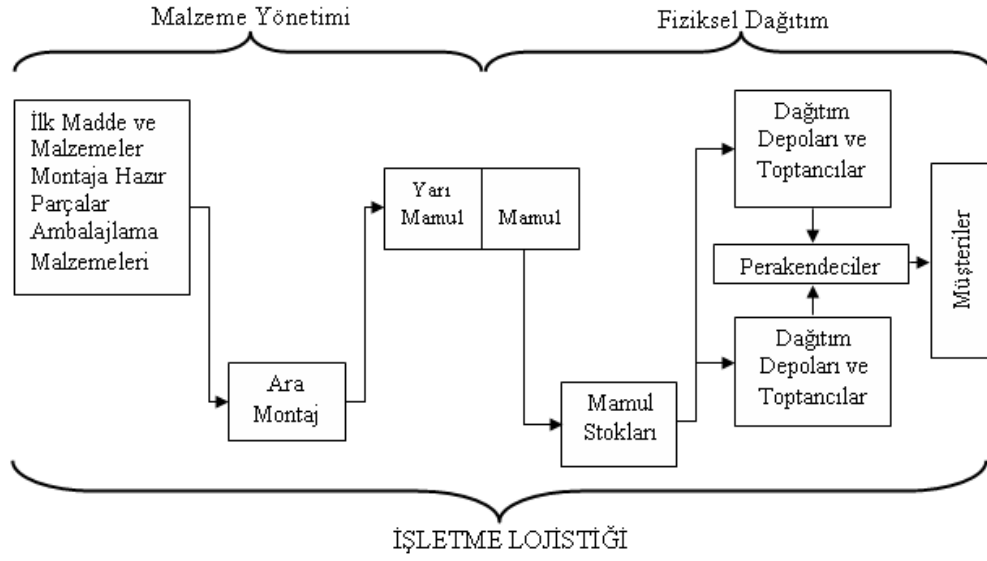 Malzeme Yönetimi
Fiziksel Dağıtım
İlk Madde ve
Malzemeler
Montaja Hazır
Parçalar
Ambalajlama
Malzemeleri
Ara
Montaj
Yarı
Mamul
Mamul
Mamul
Stokları
Dağıtım
Depoları ve
Toptancılar
Perakendeciler
Dağıtım
Depoları ve
Toptancılar
Müşteriler
İŞLETME LOJİSTİĞİ